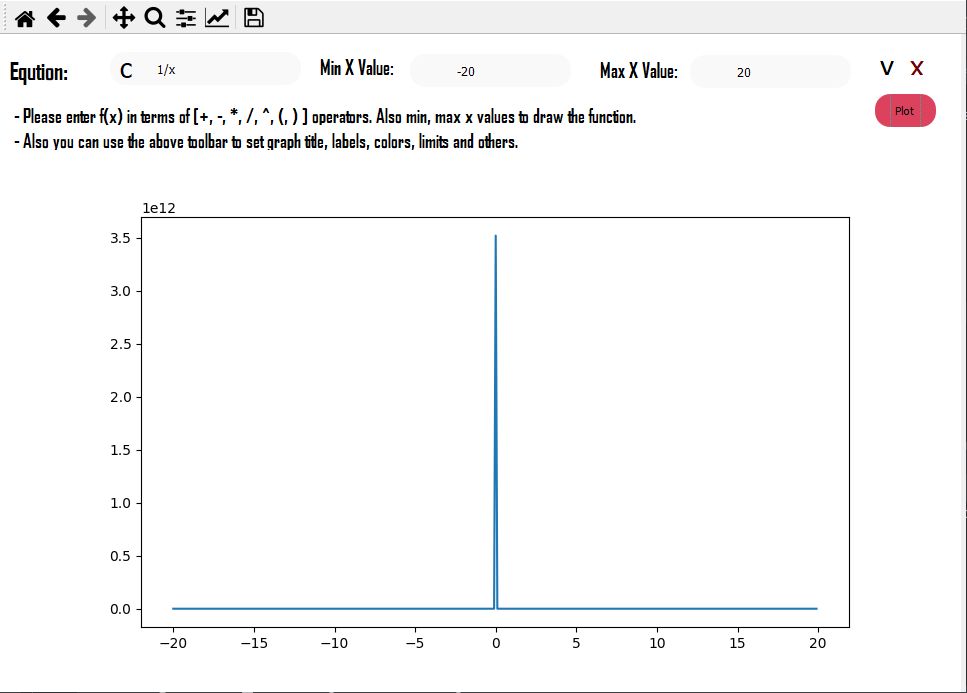 Eqution: C 1/x Min X Value: -20 Max X Value: 20 V X
Plot
- Please enter f(x) in terms of [+, -, *, /, ^, (, ) ] operators. Also min, max x values to draw the function.
- Also you can use the above toolbar to set graph title, labels, colors, limits and others.
1e12
3.5
3.0
2.5
2.0
1.5
1.0
0.5
0.0
−20 −15 −10 −5 0 5 10 15 20